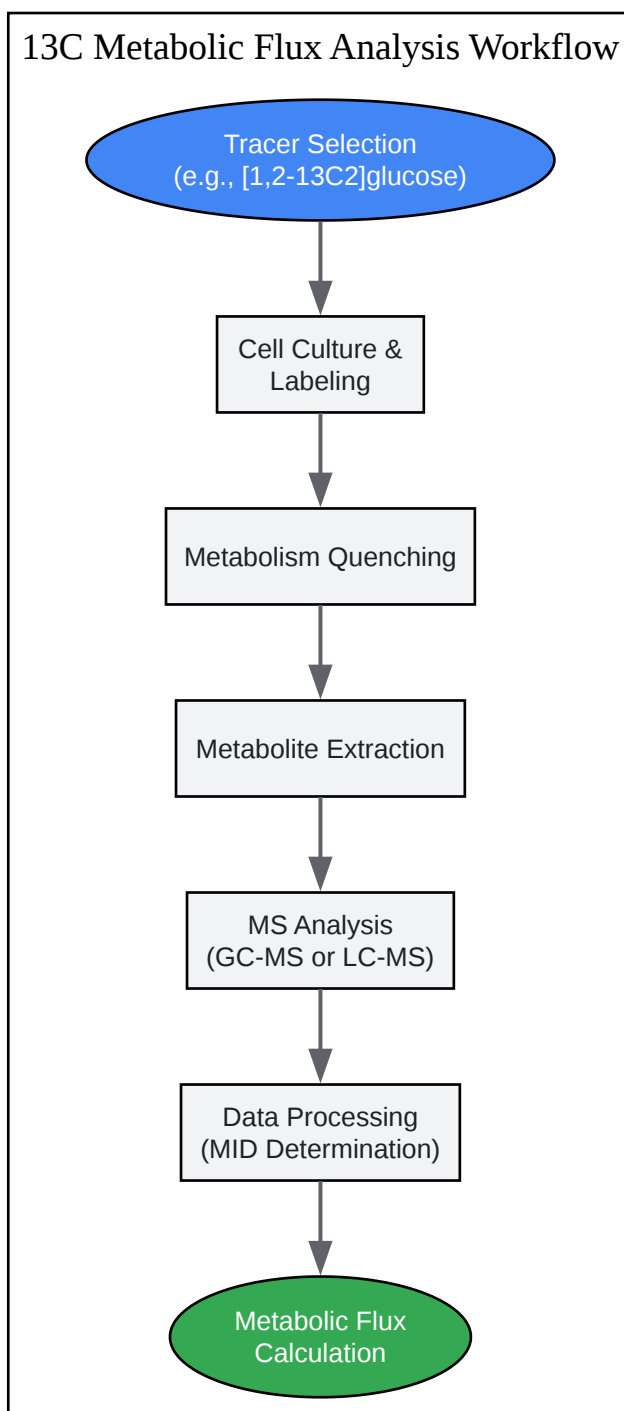 13C Metabolic Flux Analysis Workflow
Tracer Selection
(e.g., [1,2-13C2]glucose)
Cell Culture &
Labeling
Metabolism Quenching
Metabolite Extraction
MS Analysis
(GC-MS or LC-MS)
Data Processing
(MID Determination)
Metabolic Flux
Calculation